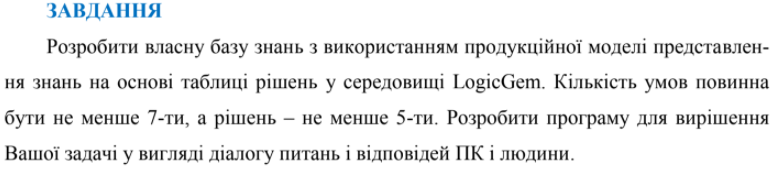 ЗАВДАННЯ
Розробити власну базу знань з використанням продукційної моделі представлен-
ня знань на основі таблиці рішень у середовищі LogicGem. Кількість умов повинна
бути не менше 7-ти, а рішень – не менше 5-ти. Розробити програму для вирішення
Вашої задачі у вигляді діалогу питань і відповідей ПК і людини.